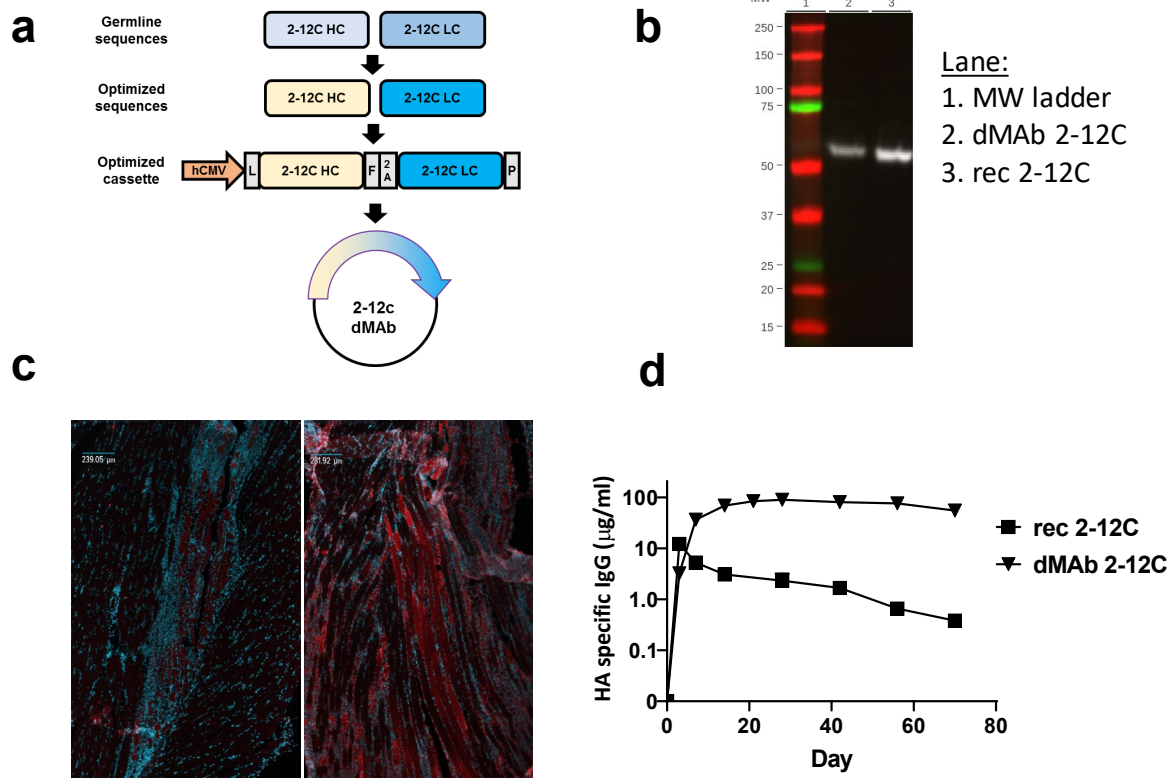 a
Germline
sequences
2-12C HC
2-12C LC
Optimized
sequences
2-12C HC
2-12C LC
Optimized
cassette
hCMV
L
2-12C HC
F
2
A
2-12C LC
P
2-12c
dMAb
b
1
2
3
250
150
100
75
50
37
25
20
15
Lane:
1. MW ladder
2. dMAb 2-12C
3. rec 2-12C
c
239.05 µm
d
HA specific IgG (µg/ml)
100
10
1.0
0.1
0
0
20
40
60
80
Day
rec 2-12C
dMAb 2-12C